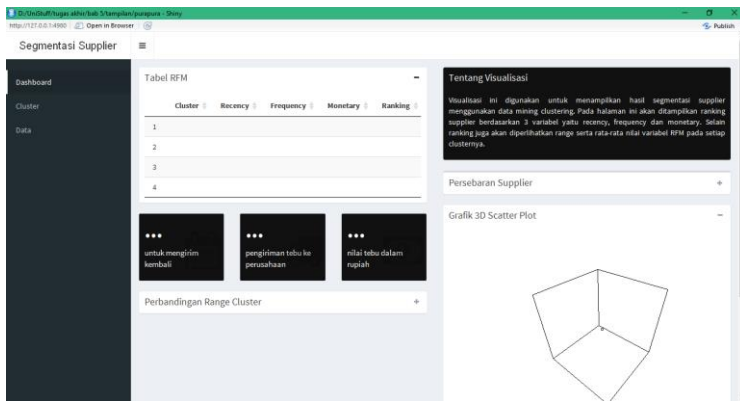 D:/UniStuff/tugas akhir/bab 5/tampilan/purapura - Shiny
http://127.0.0.1:4980
Open in Browser
Publish
Segmentasi Supplier
Dashboard
Cluster
Data
Tabel RFM
Cluster Recency Frequency Monetary Ranking
1
2
3
4
...
untuk mengirim
kembali
...
pengiriman tebu ke
perusahaan
...
nilai tebu dalam
rupiah
Perbandingan Range Cluster
Tentang Visualisasi
Visualisasi ini digunakan untuk menampilkan hasil segmentasi supplier
menggunakan data mining clustering. Pada halaman ini akan ditampilkan ranking
supplier berdasarkan 3 variabel yaitu recency, frequency dan monetary. Selain
ranking juga akan diperlihatkan range serta rata-rata nilai variabel RFM pada setiap
clusternya.
Persebaran Supplier
Grafik 3D Scatter Plot